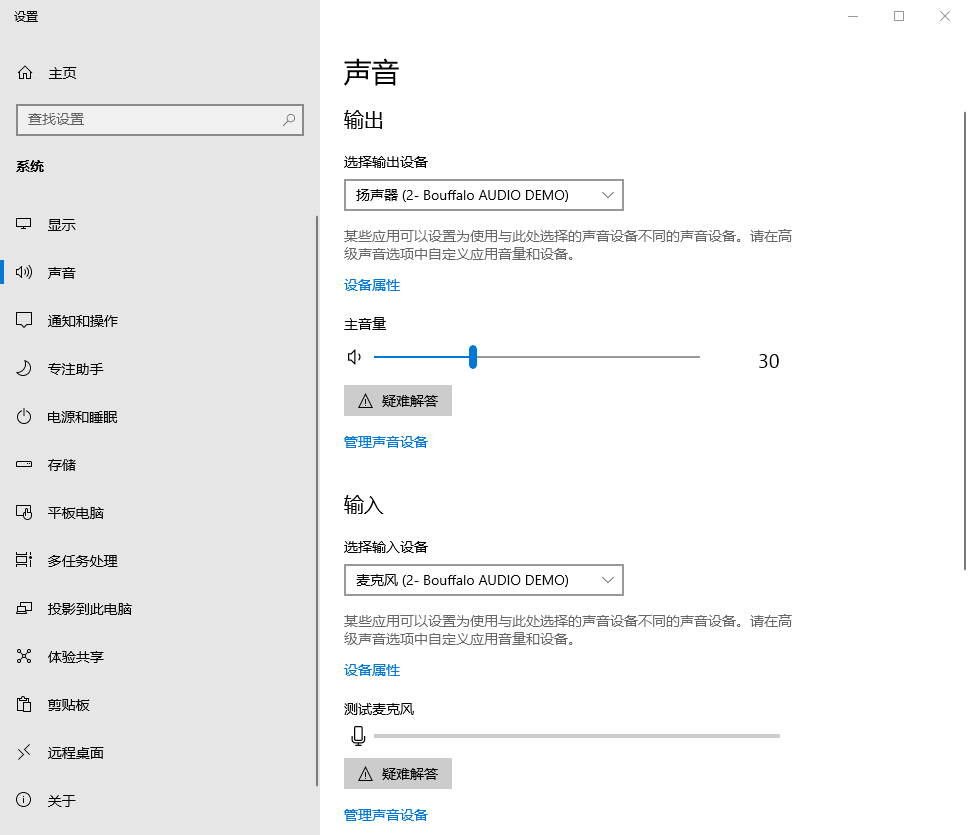 设置
主页
查找设置
系统
显示
声音
通知和操作
专注助手
电源和睡眠
存储
平板电脑
多任务处理
投影到此电脑
体验共享
剪贴板
远程桌面
关于
声音
输出
选择输出设备
扬声器 (2- Bouffalo AUDIO DEMO)
某些应用可以设置为使用与此处选择的声音设备不同的声音设备。请在高
级声音选项中自定义应用音量和设备。
设备属性
主音量
30
疑难解答
管理声音设备
输入
选择输入设备
麦克风 (2- Bouffalo AUDIO DEMO)
某些应用可以设置为使用与此处选择的声音设备不同的声音设备。请在高
级声音选项中自定义应用音量和设备。
设备属性
测试麦克风
疑难解答
管理声音设备